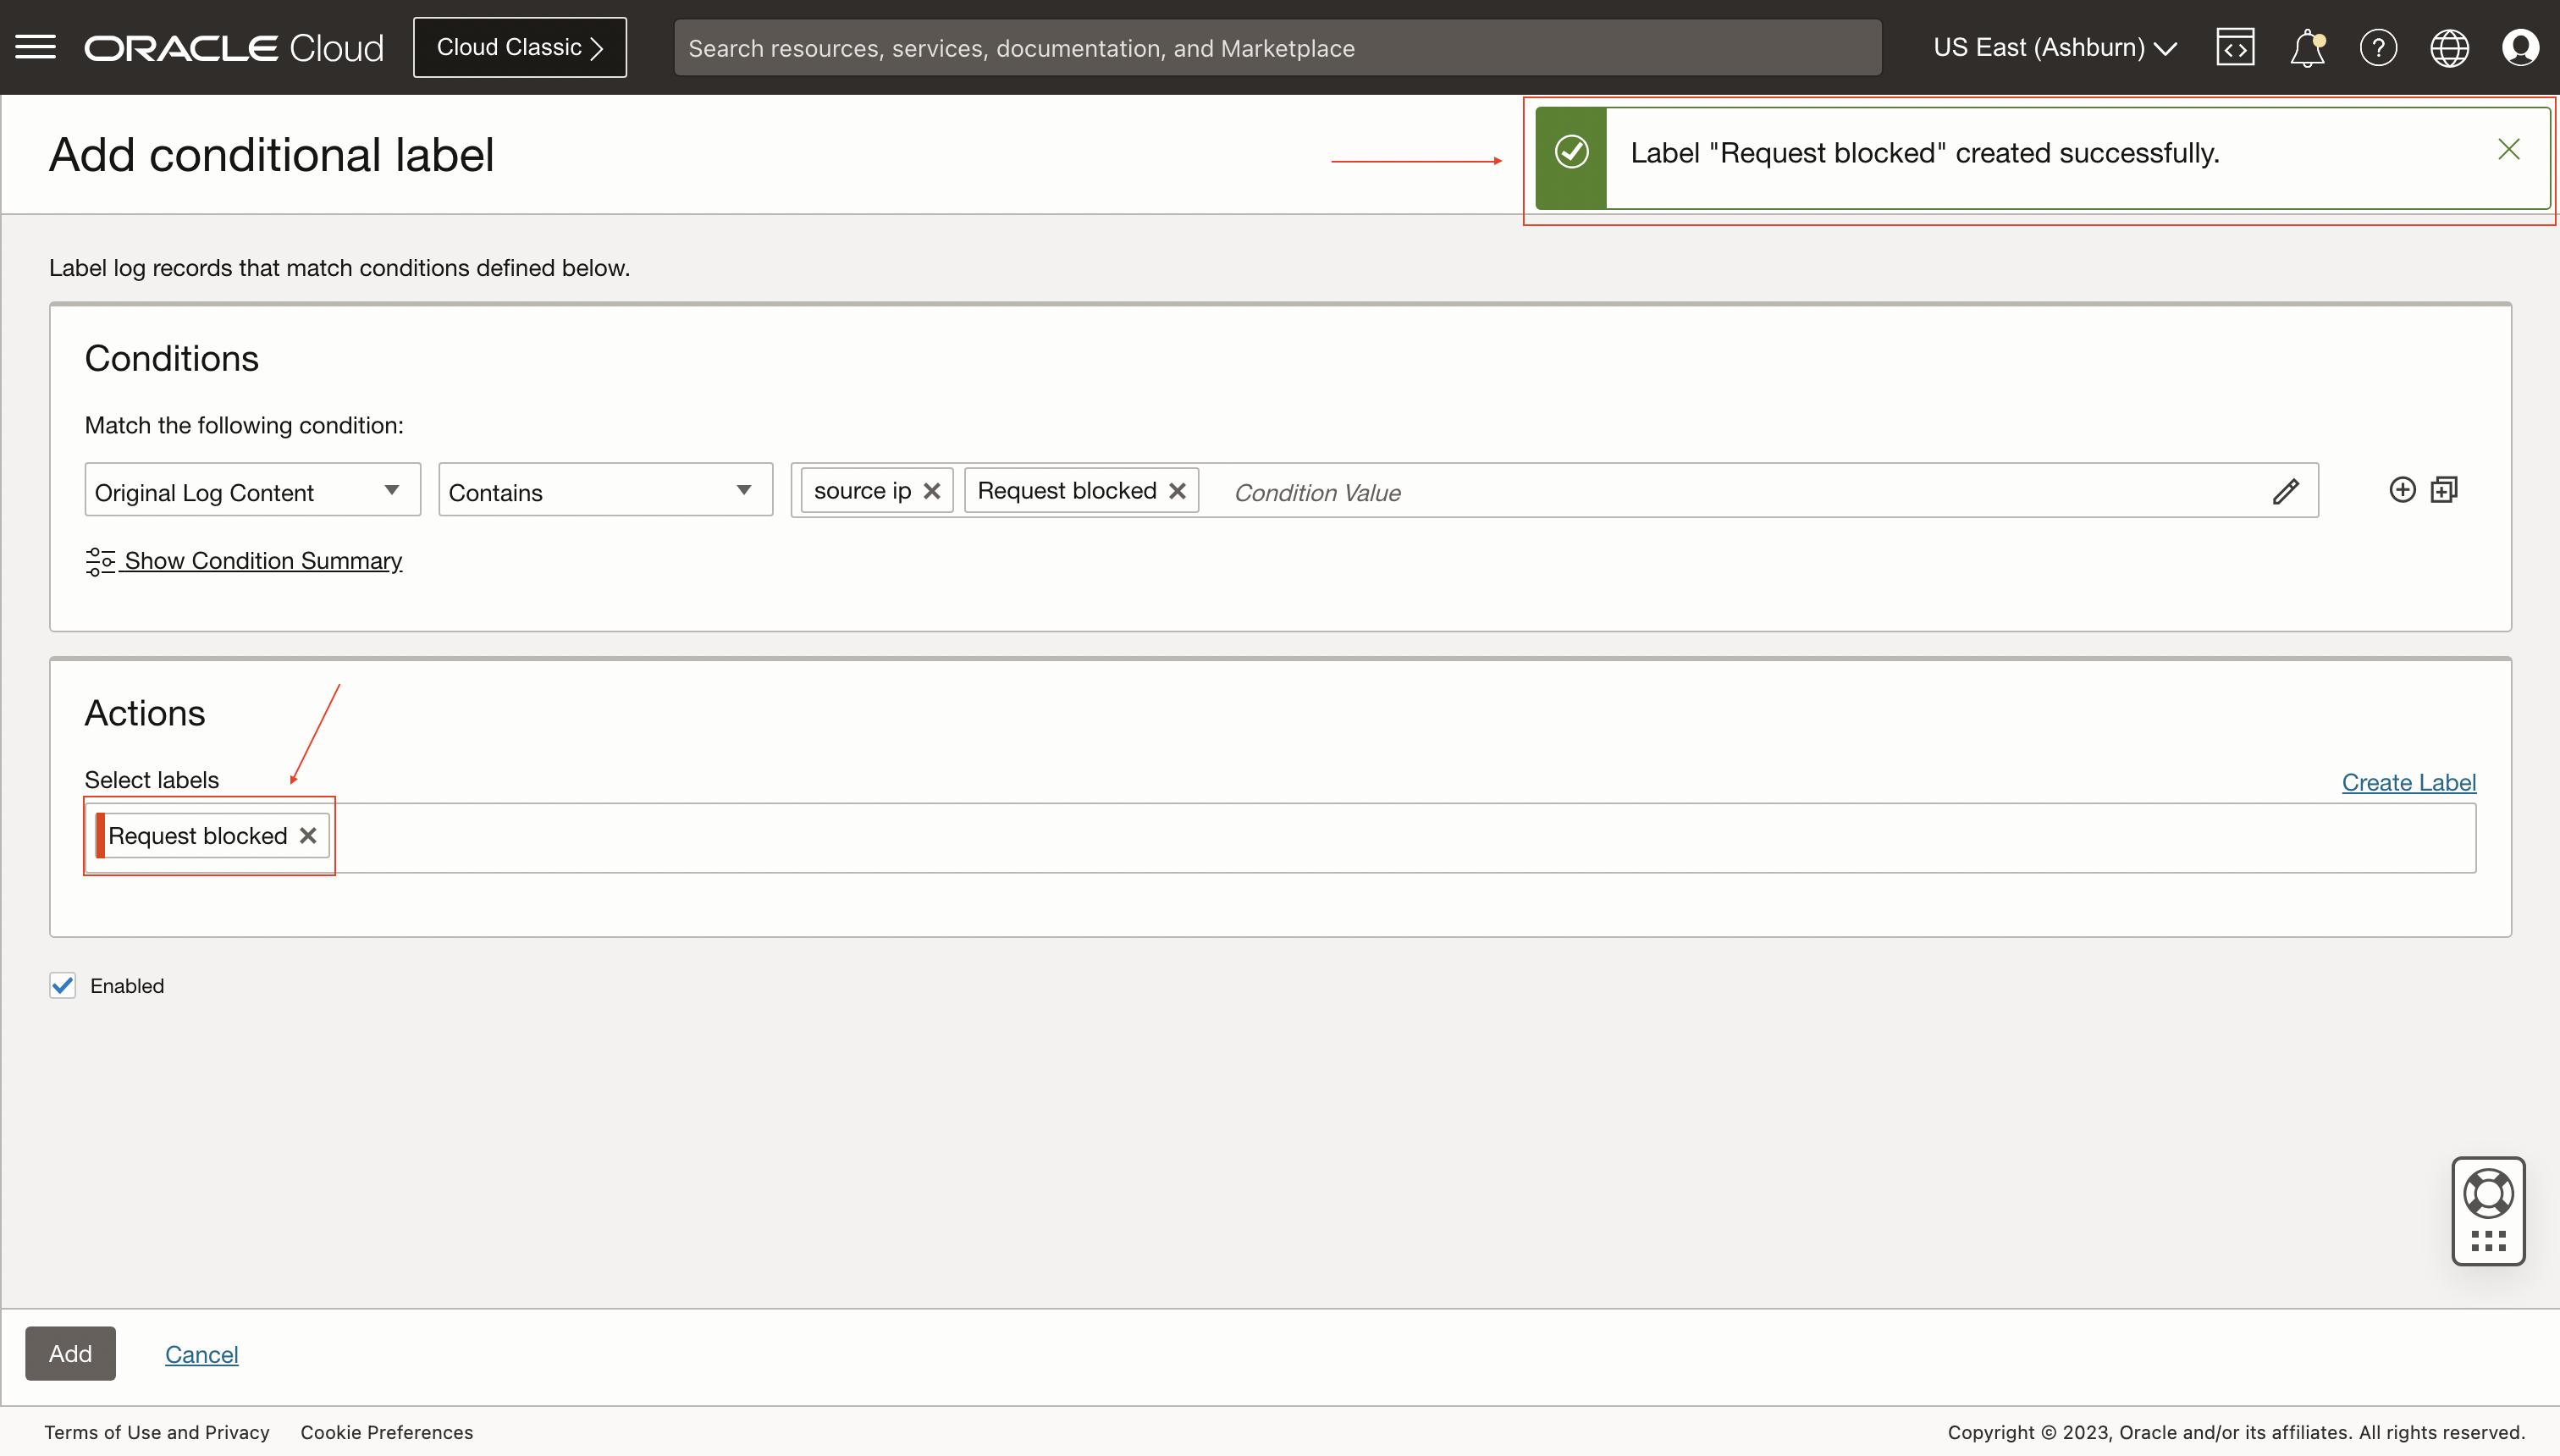 ORACLE Cloud
Cloud Classic
Search resources, services, documentation, and Marketplace
US East (Ashburn)
Add conditional label
Label "Request blocked" created successfully.
Label log records that match conditions defined below.
Conditions
Match the following condition:
Original Log Content
Contains
source ip
Request blocked
Condition Value
Show Condition Summary
Actions
Select labels
Create Label
Request blocked
Enabled
Add
Cancel
Terms of Use and Privacy
Cookie Preferences
Copyright © 2023, Oracle and/or its affiliates. All rights reserved.